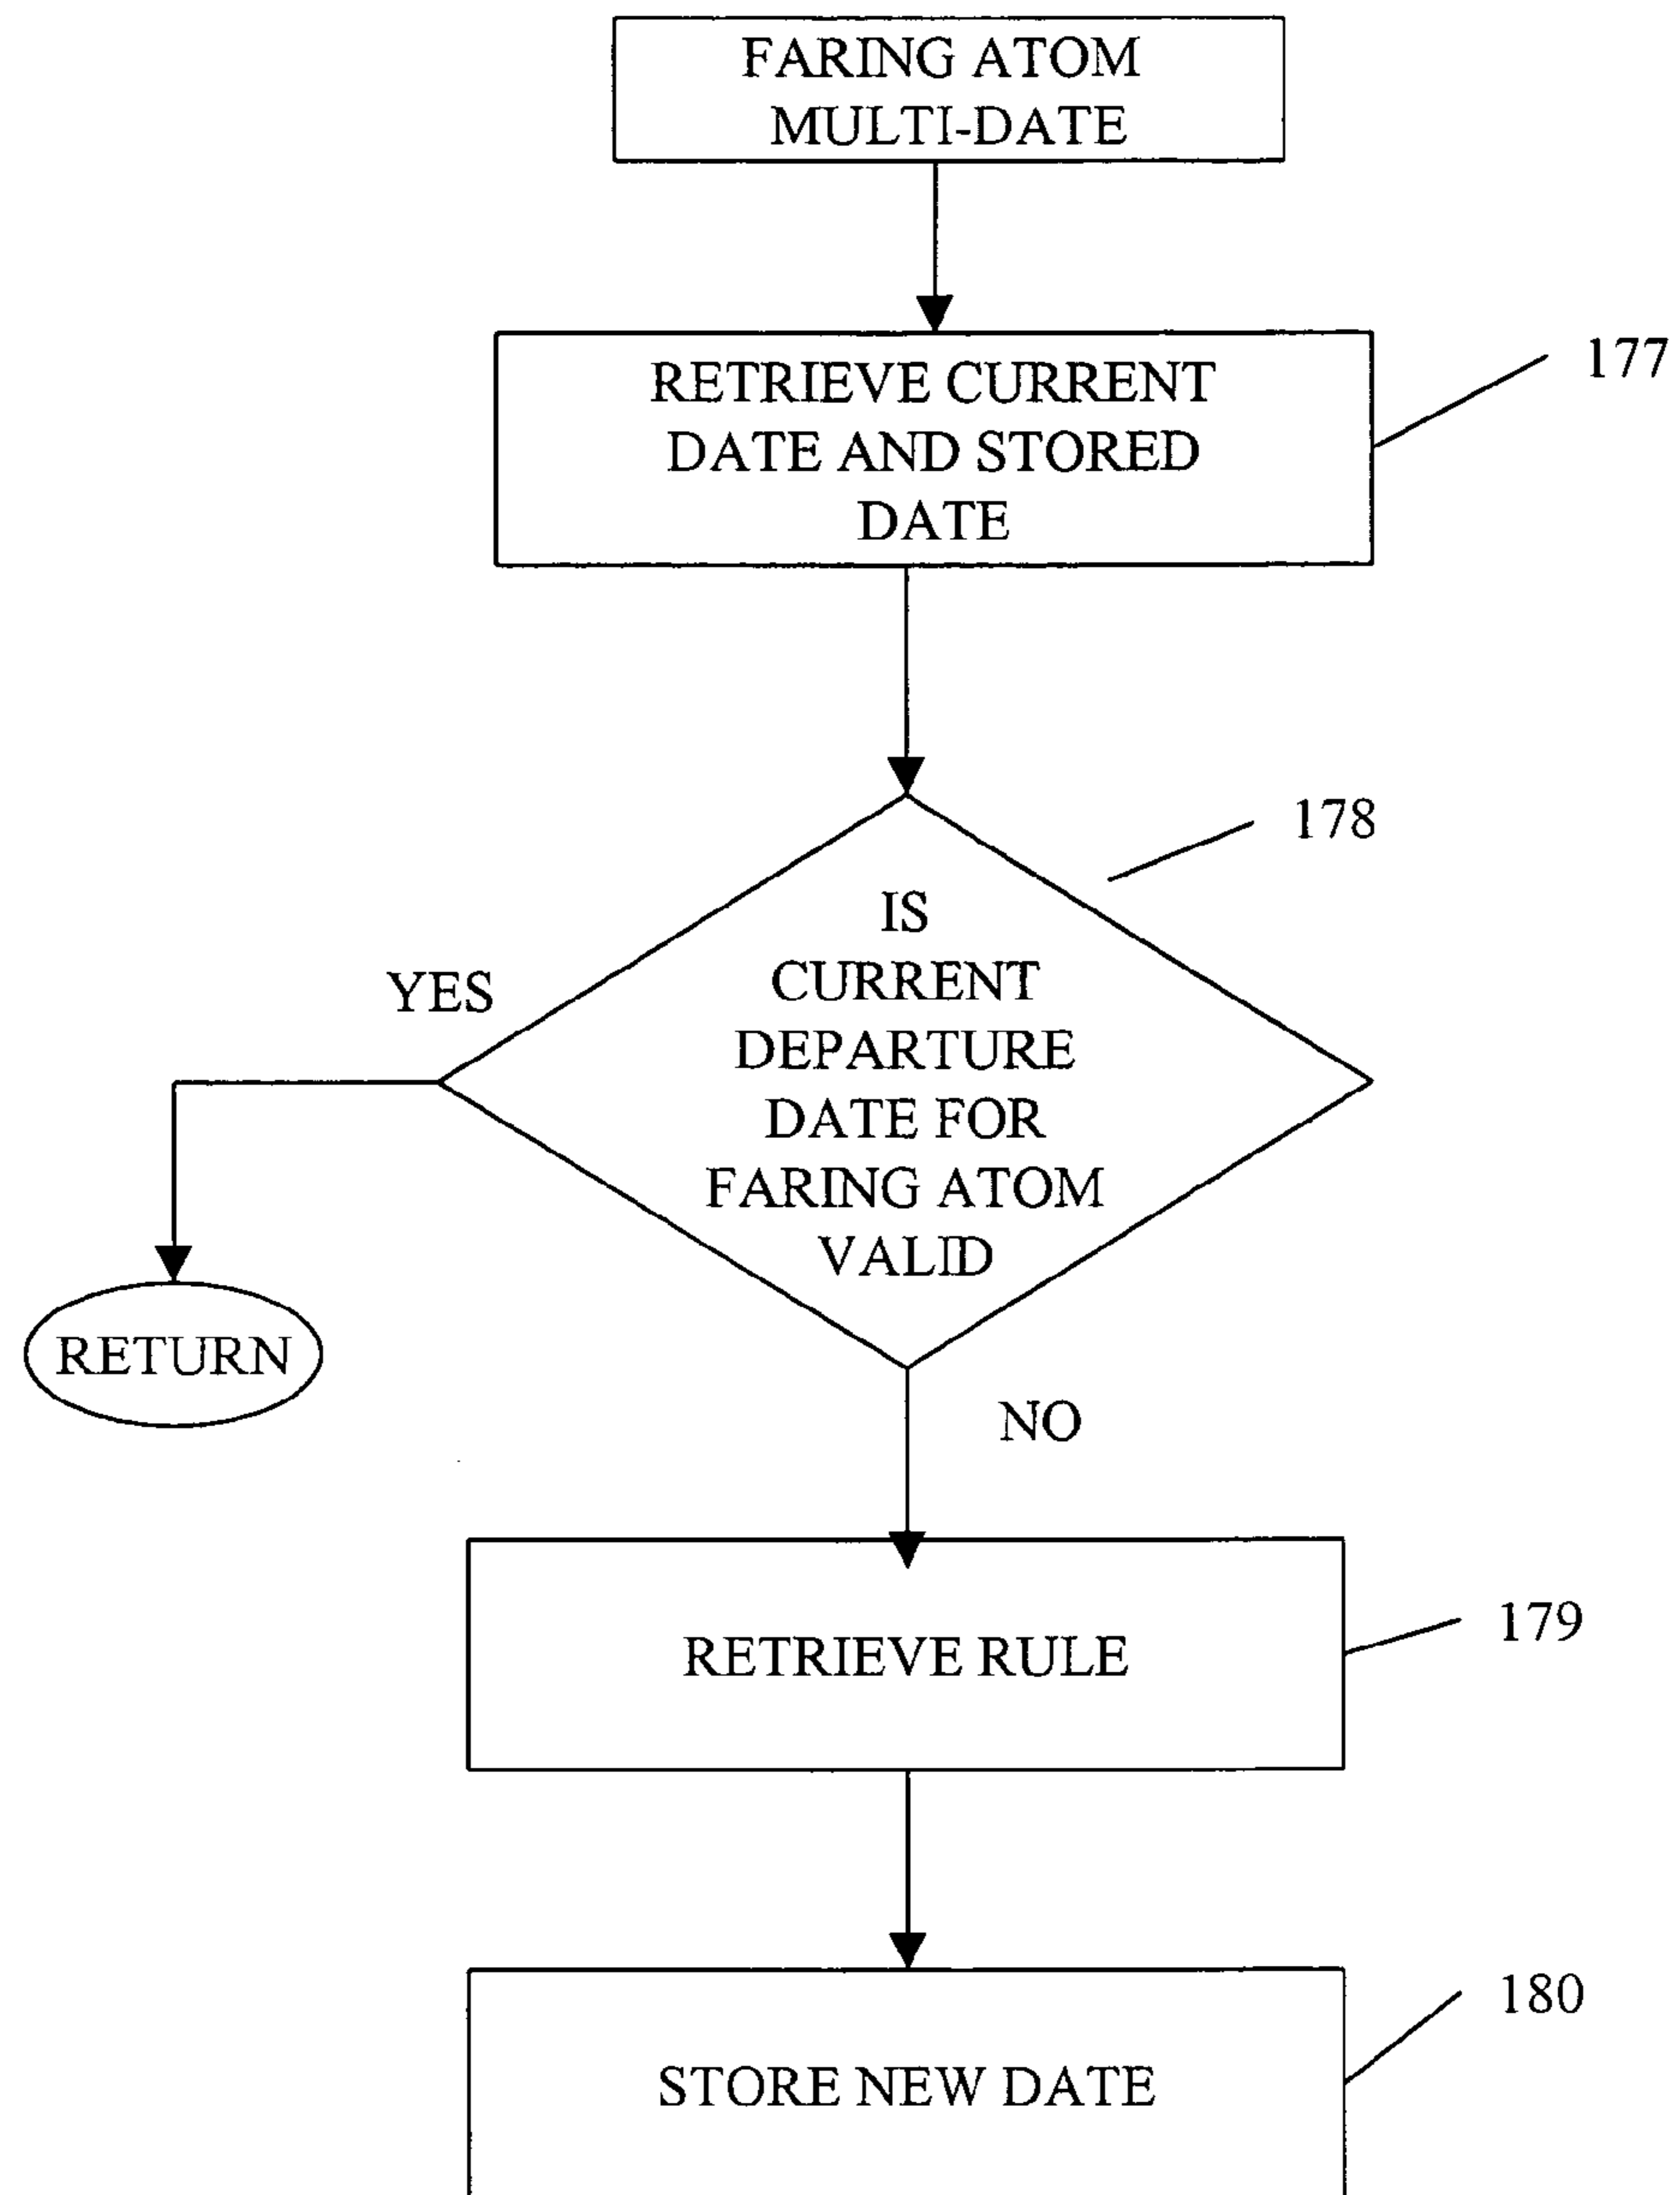 FARING ATOM
MULTI-DATE
RETRIEVE CURRENT
DATE AND STORED
DATE
177
178
IS
CURRENT
DEPARTURE
DATE FOR
FARING ATOM
VALID
YES
RETURN
NO
RETRIEVE RULE
179
STORE NEW DATE
180